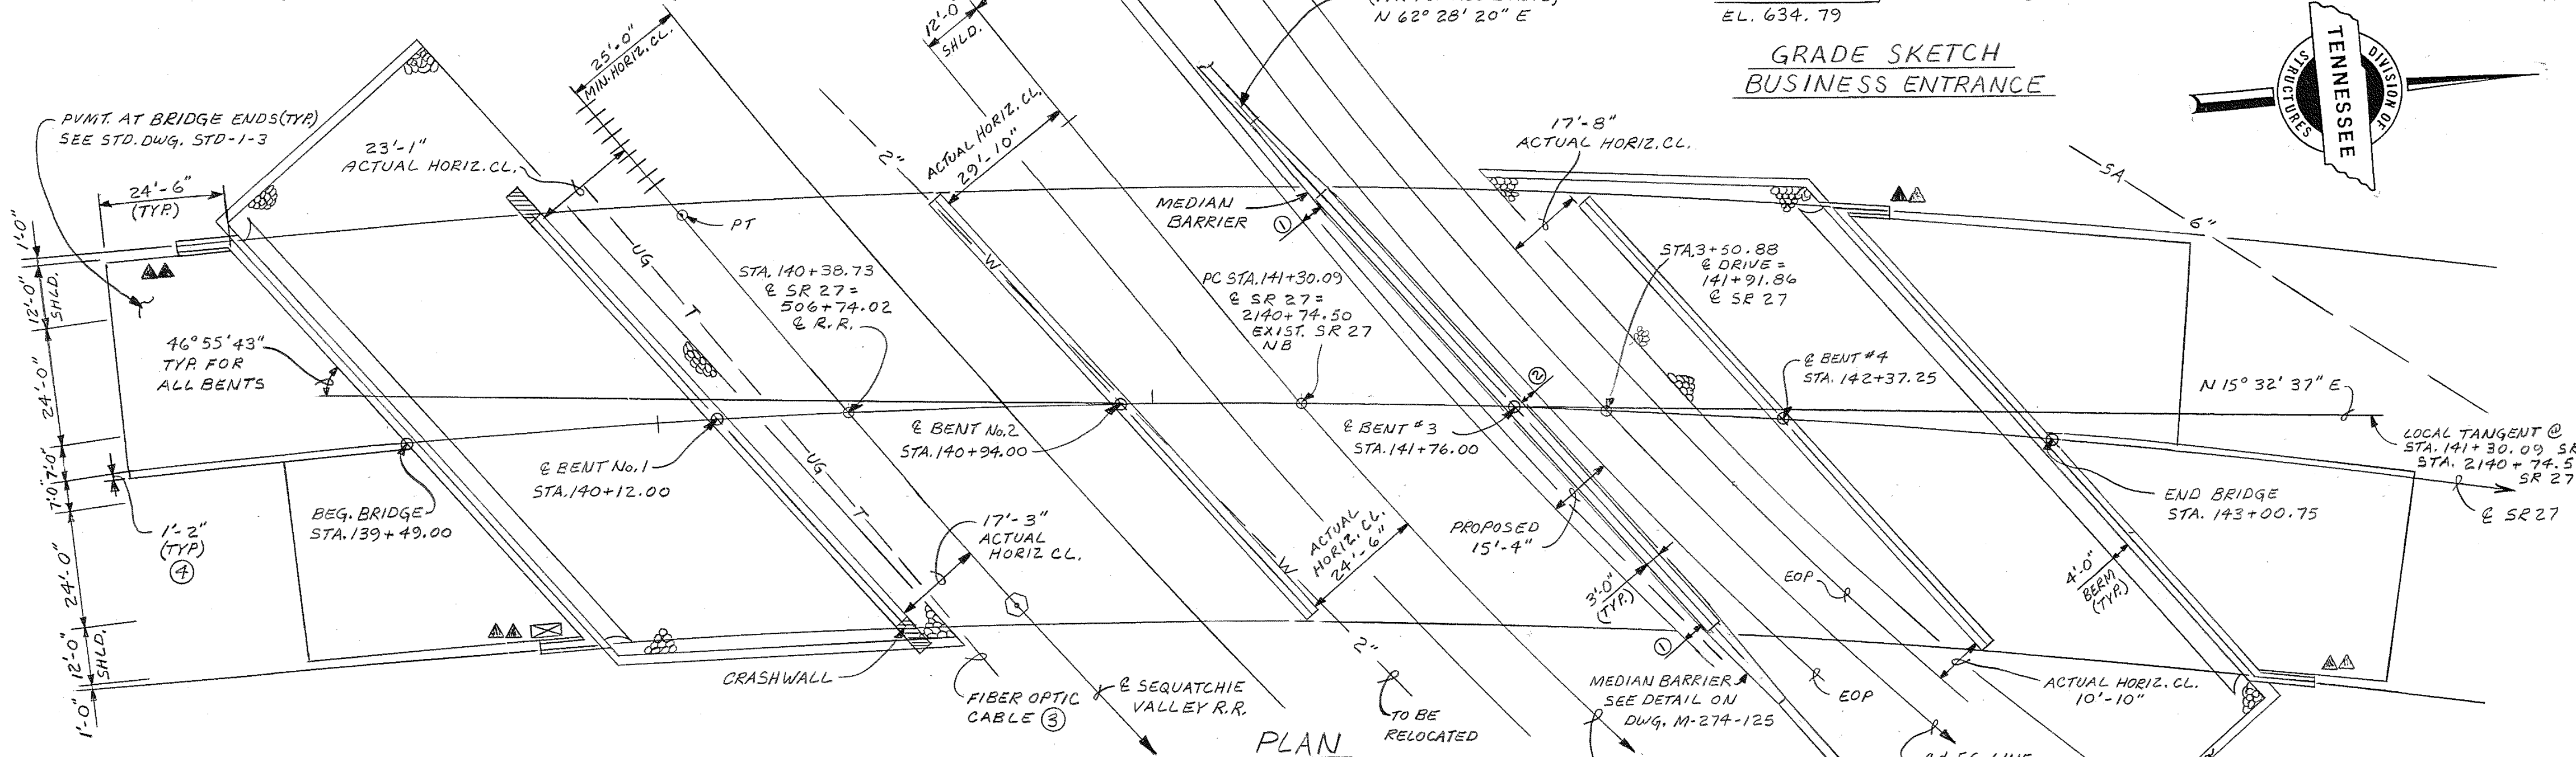 N 62° 28' 20" E
EL. 634.79
GRADE SKETCH
BUSINESS ENTRANCE
DIVISION OF
STRUCTURES
TENNESSEE
25'-0"
MIN. HORIZ. CL.
12'-0"
SHLD.
PVMT. AT BRIDGE ENDS (TYP.)
SEE STD. DWG. STD-1-3
23'-1"
ACTUAL HORIZ. CL.
24'-6"
(TYP.)
2"
ACTUAL HORIZ. CL.
29'-10"
17'-8"
ACTUAL HORIZ. CL.
SA
6"
MEDIAN
BARRIER
①
PT
UG
T
W
STA. 140+38.73
℄ SR 27 =
506+74.02
℄ R.R.
PC STA. 141+30.09
℄ SR 27 =
2140+74.50
EXIST. SR 27
NB
STA. 3+50.88
℄ DRIVE =
141+91.86
℄ SR 27
℄ BENT #4
STA. 142+37.25
N 15° 32' 37" E
1'-0"
12'-0"
SHLD.
24'-0"
7'-0"
7'-0"
24'-0"
12'-0"
SHLD.
1'-0"
46° 55' 43"
TYP. FOR
ALL BENTS
②
℄ BENT No. 2
STA. 140+94.00
℄ BENT #3
STA. 141+76.00
LOCAL TANGENT @
STA. 141+30.09 SR
STA. 2140+74.5
SR 27
℄ BENT No. 1
STA. 140+12.00
UG
T
BEG. BRIDGE
STA. 139+49.00
1'-2"
(TYP)
④
END BRIDGE
STA. 143+00.75
℄ SR 27
17'-3"
ACTUAL
HORIZ CL.
ACTUAL
HORIZ. CL.
24'-6"
W
PROPOSED
15'-4"
3'-0"
(TYP.)
EOP
4'-0"
BERM
(TYP.)
2"
①
CRASHWALL
FIBER OPTIC
CABLE ③
℄ SEQUATCHIE
VALLEY R.R.
TO BE
RELOCATED
MEDIAN BARRIER
SEE DETAIL ON
DWG. M-274-125
EOP
ACTUAL HORIZ. CL.
10'-10"
PLAN